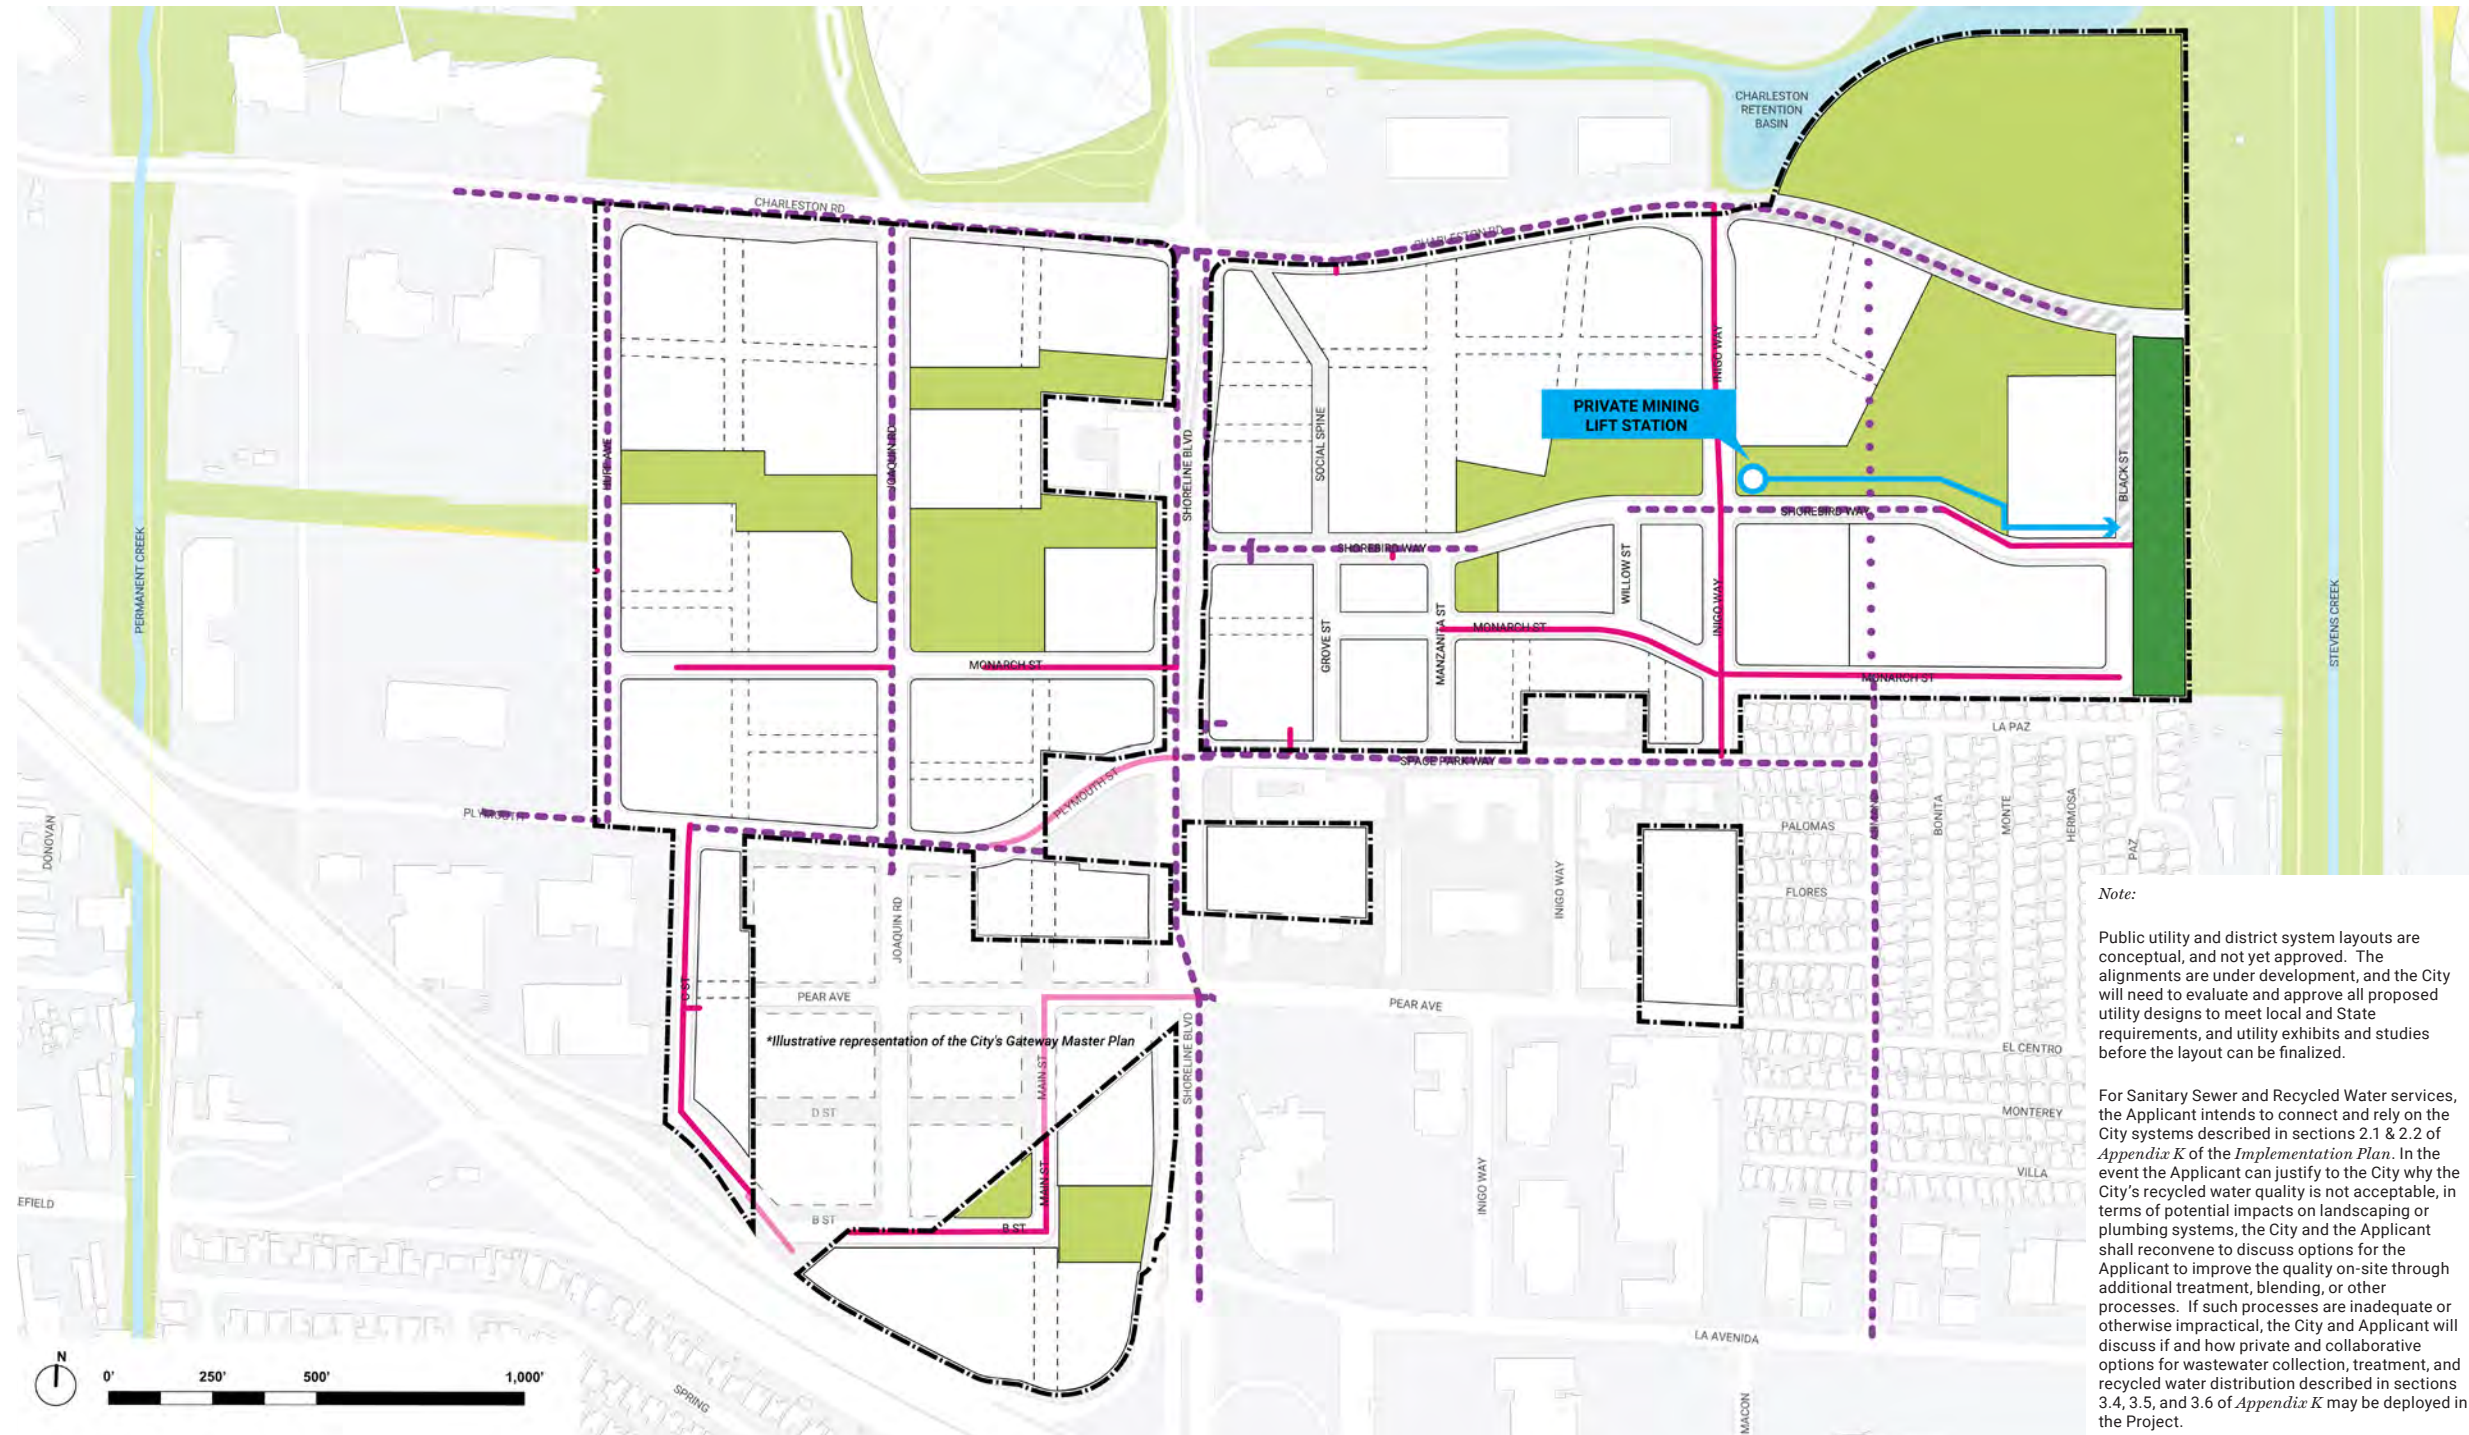 CHARLESTON
RETENTION
BASIN
CHARLESTON RD
CHARLESTON RD
INIGO WAY
PRIVATE MINING
LIFT STATION
SOCIAL SPINE
HUFF AVE
JOAQUIN RD
SHORELINE BLVD
BLACK ST
SHOREBIRD WAY
SHOREBIRD WAY
PERMANENT CREEK
STEVENS CREEK
WILLOW ST
INIGO WAY
GROVE ST
MANZANITA ST
MONARCH ST
MONARCH ST
MONARCH ST
LA PAZ
SPACE PARK WAY
PLYMOUTH ST
PLYMOUTH
DONOVAN
PALOMAS
BONITA
MONTE
HERMOSA
PAZ
FLORES
INIGO WAY
JOAQUIN RD
C ST
PEAR AVE
PEAR AVE
*Illustrative representation of the City's Gateway Master Plan
MAIN ST
SHORELINE BLVD
D ST
MAIN ST
B ST
B ST
EL CENTRO
MONTEREY
VILLA
INIGO WAY
EFIELD
LA AVENIDA
MACON
SPRING
N
0' 250' 500' 1,000'
Note:
Public utility and district system layouts are
conceptual, and not yet approved. The
alignments are under development, and the City
will need to evaluate and approve all proposed
utility designs to meet local and State
requirements, and utility exhibits and studies
before the layout can be finalized.
For Sanitary Sewer and Recycled Water services,
the Applicant intends to connect and rely on the
City systems described in sections 2.1 & 2.2 of
Appendix K of the Implementation Plan. In the
event the Applicant can justify to the City why the
City's recycled water quality is not acceptable, in
terms of potential impacts on landscaping or
plumbing systems, the City and the Applicant
shall reconvene to discuss options for the
Applicant to improve the quality on-site through
additional treatment, blending, or other
processes. If such processes are inadequate or
otherwise impractical, the City and Applicant will
discuss if and how private and collaborative
options for wastewater collection, treatment, and
recycled water distribution described in sections
3.4, 3.5, and 3.6 of Appendix K may be deployed in
the Project.